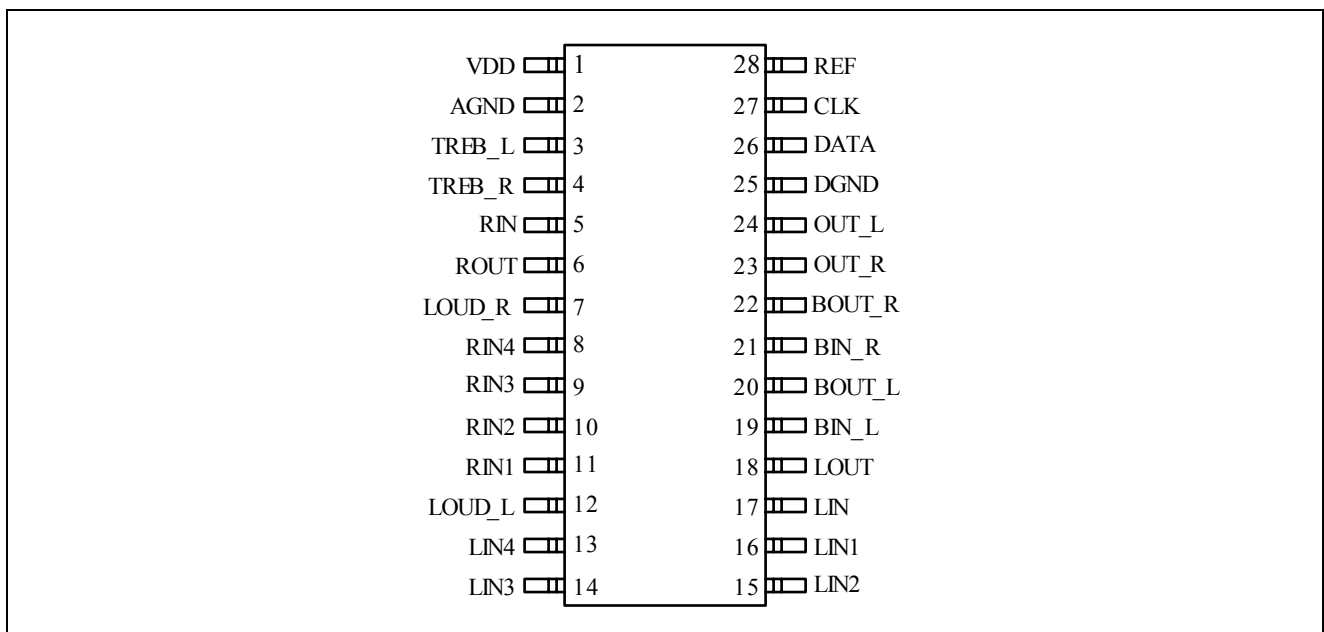 VDD 1 28 REF
AGND 2 27 CLK
TREB_L 3 26 DATA
TREB_R 4 25 DGND
RIN 5 24 OUT_L
ROUT 6 23 OUT_R
LOUD_R 7 22 BOUT_R
RIN4 8 21 BIN_R
RIN3 9 20 BOUT_L
RIN2 10 19 BIN_L
RIN1 11 18 LOUT
LOUD_L 12 17 LIN
LIN4 13 16 LIN1
LIN3 14 15 LIN2